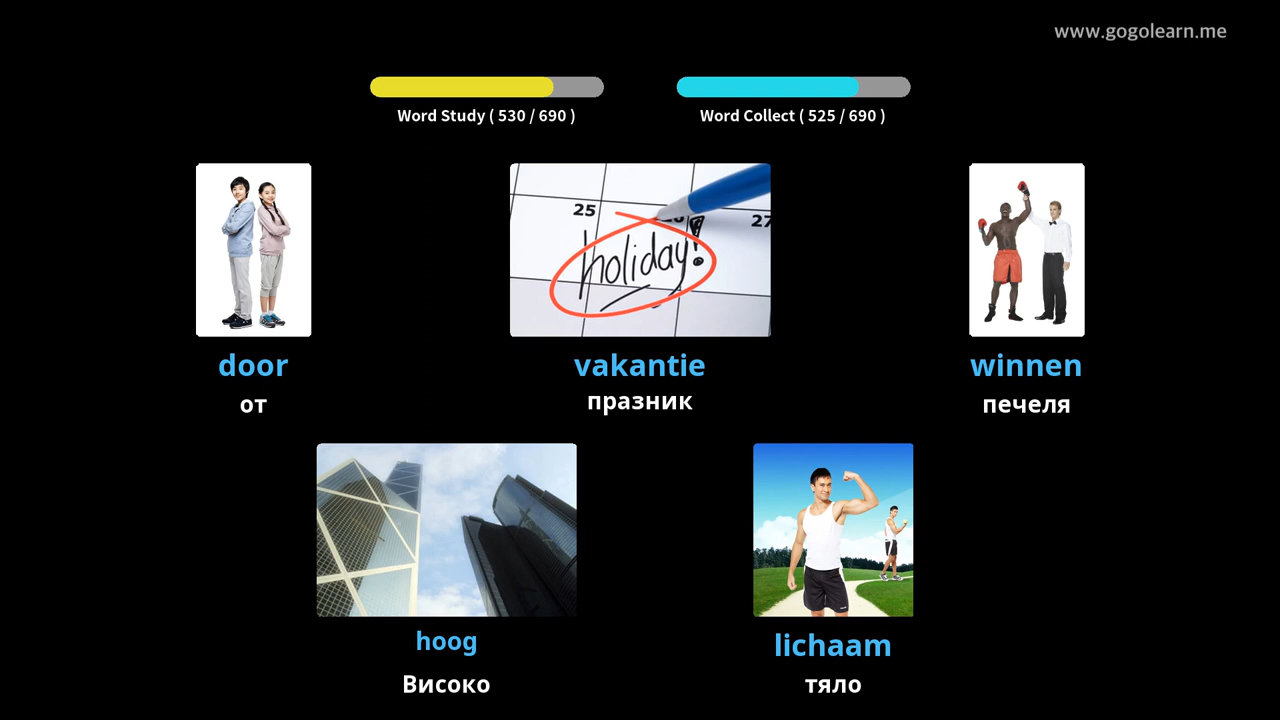 www.gogolearn.me
Word Study ( 530 / 690 )
Word Collect ( 525 / 690 )
25
27
holiday!
door
vakantie
winnen
от
празник
печеля
hoog
lichaam
Високо
тяло